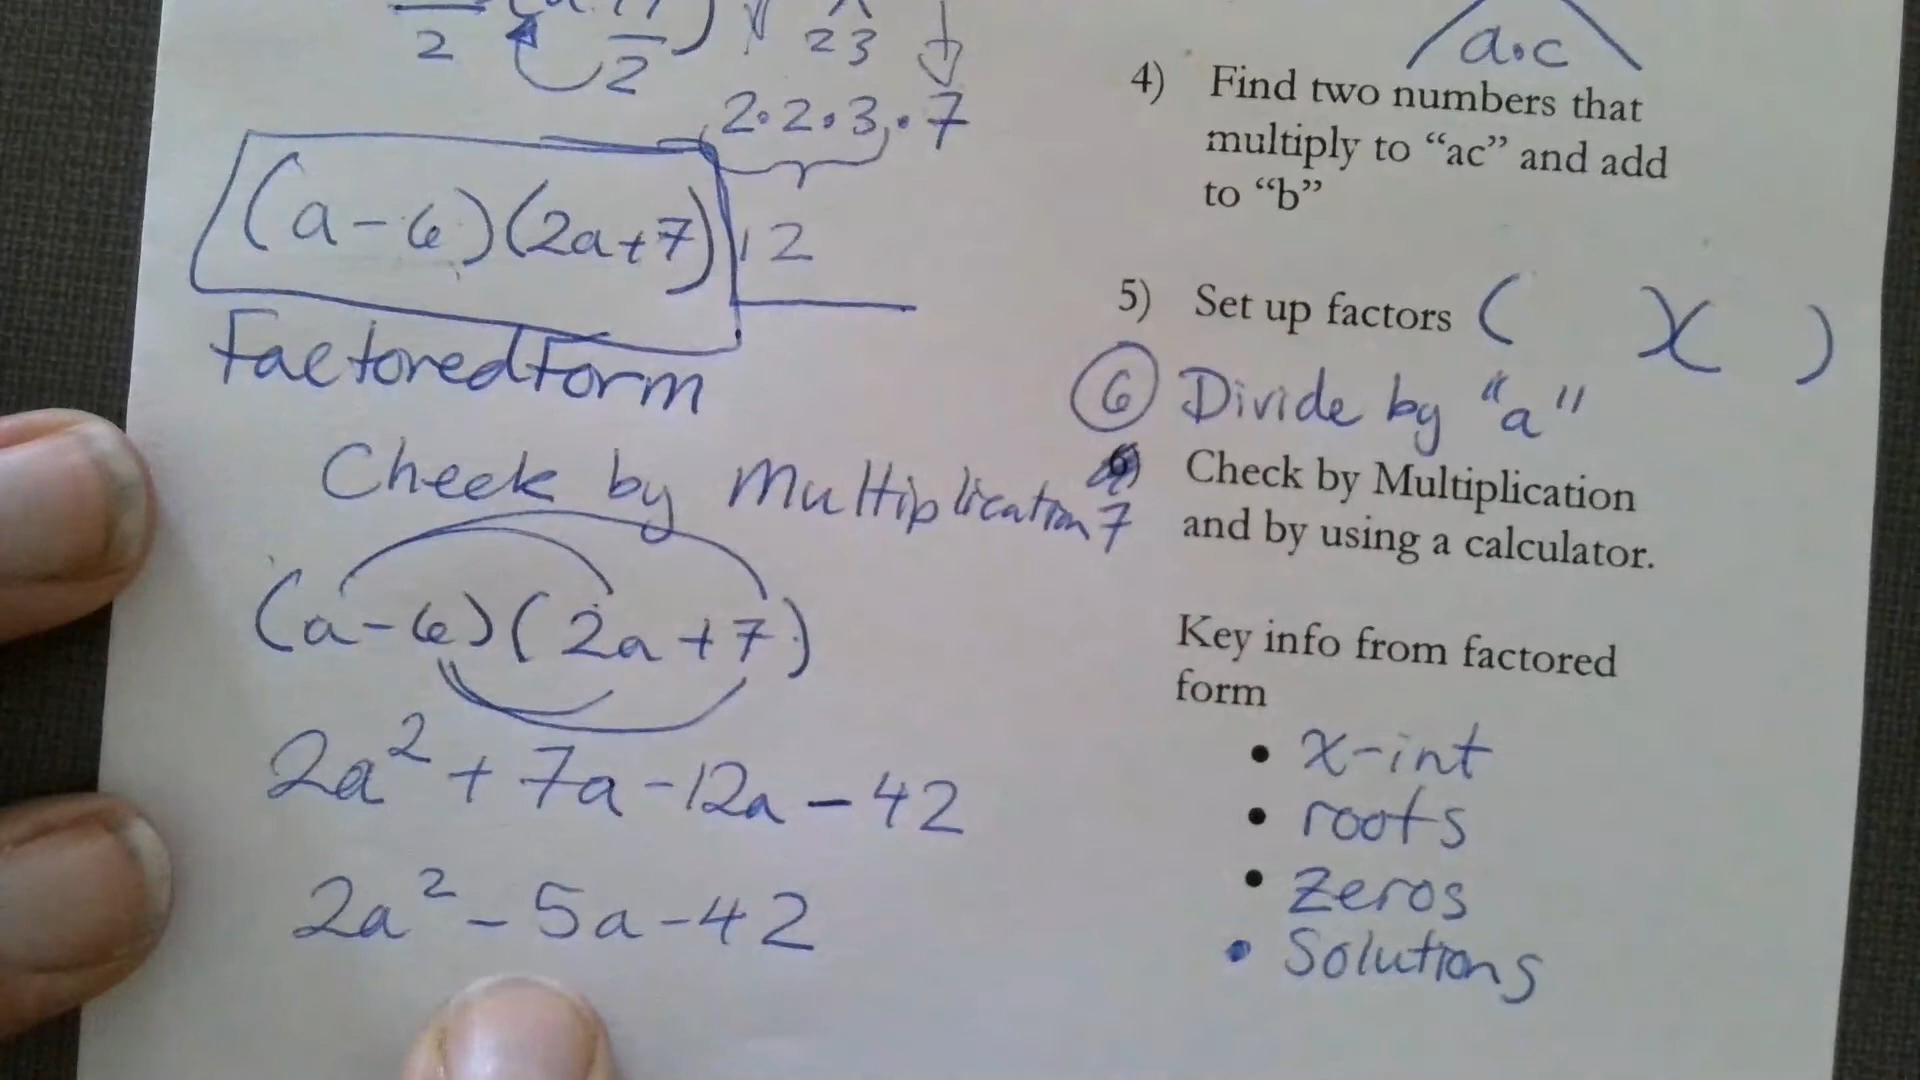 2 2 23
2·2·3·7
(a-6)(2a+7) 12
Factored Form
Check by Multiplication
(a-6)(2a+7)
2a² + 7a - 12a - 42
2a² - 5a - 42
a·c
4) Find two numbers that
multiply to “ac” and add
to “b”
5) Set up factors ( )( )
6 Divide by "a"
7 Check by Multiplication
and by using a calculator.
Key info from factored
form
• x-int
• roots
• zeros
• Solutions